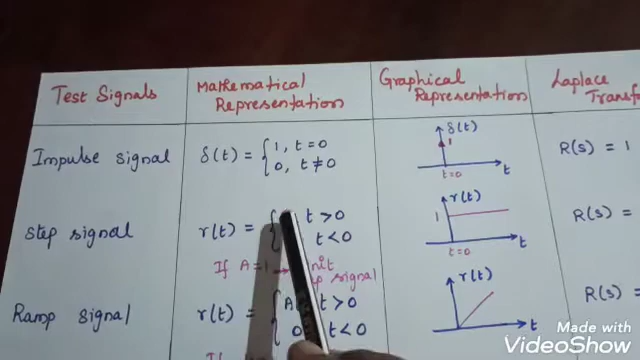 Test Signals
Mathematical
Representation
Graphical
Representation
Laplace
Impulse signal
δ(t) = { 1, t=0
0, t≠0
δ(t)
1
t=0
t
R(s) = 1
Step signal
r(t) = { t>0
t<0
r(t)
1
t=0
t
R(s) =
If A=1 →
signal
Ramp signal
r(t) = { t>0
0 t<0
r(t)
t
R(s) =
If
Made with
VideoShow